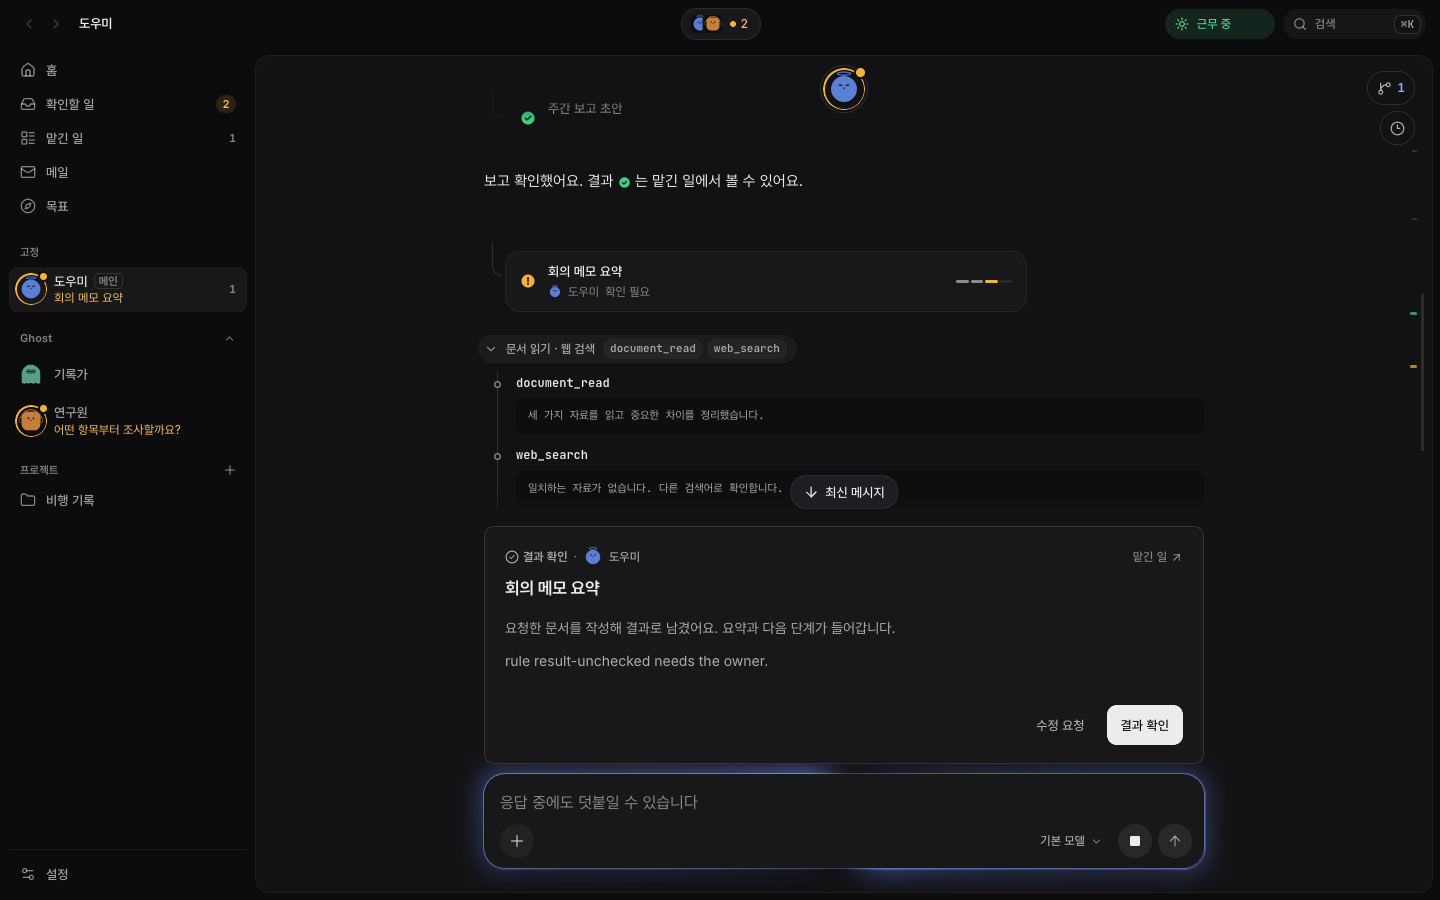 도우미
2
근무 중
검색
⌘K
홈
확인할 일
2
맡긴 일
1
메일
목표
고정
도우미
메인
회의 메모 요약
1
Ghost
기록가
연구원
어떤 항목부터 조사할까요?
프로젝트
비행 기록
설정
1
주간 보고 초안
보고 확인했어요. 결과 는 맡긴 일에서 볼 수 있어요.
회의 메모 요약
도우미 확인 필요
문서 읽기 · 웹 검색 document_read web_search
document_read
세 가지 자료를 읽고 중요한 차이를 정리했습니다.
web_search
일치하는 자료가 없습니다. 다른 검색어로 확인합니다.
최신 메시지
결과 확인 · 도우미
맡긴 일
회의 메모 요약
요청한 문서를 작성해 결과로 남겼어요. 요약과 다음 단계가 들어갑니다.
rule result-unchecked needs the owner.
수정 요청
결과 확인
응답 중에도 덧붙일 수 있습니다
기본 모델